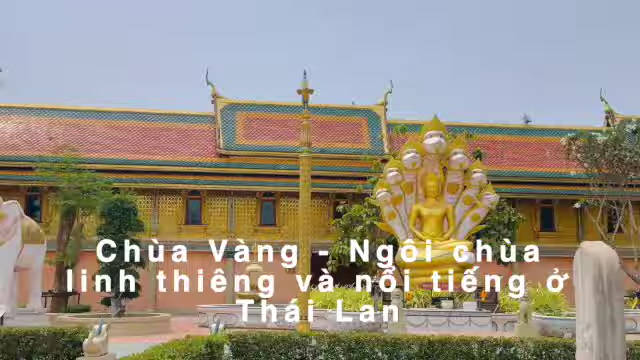 Chùa Vàng - Ngôi chùa
linh thiêng và nổi tiếng ở
Thái Lan